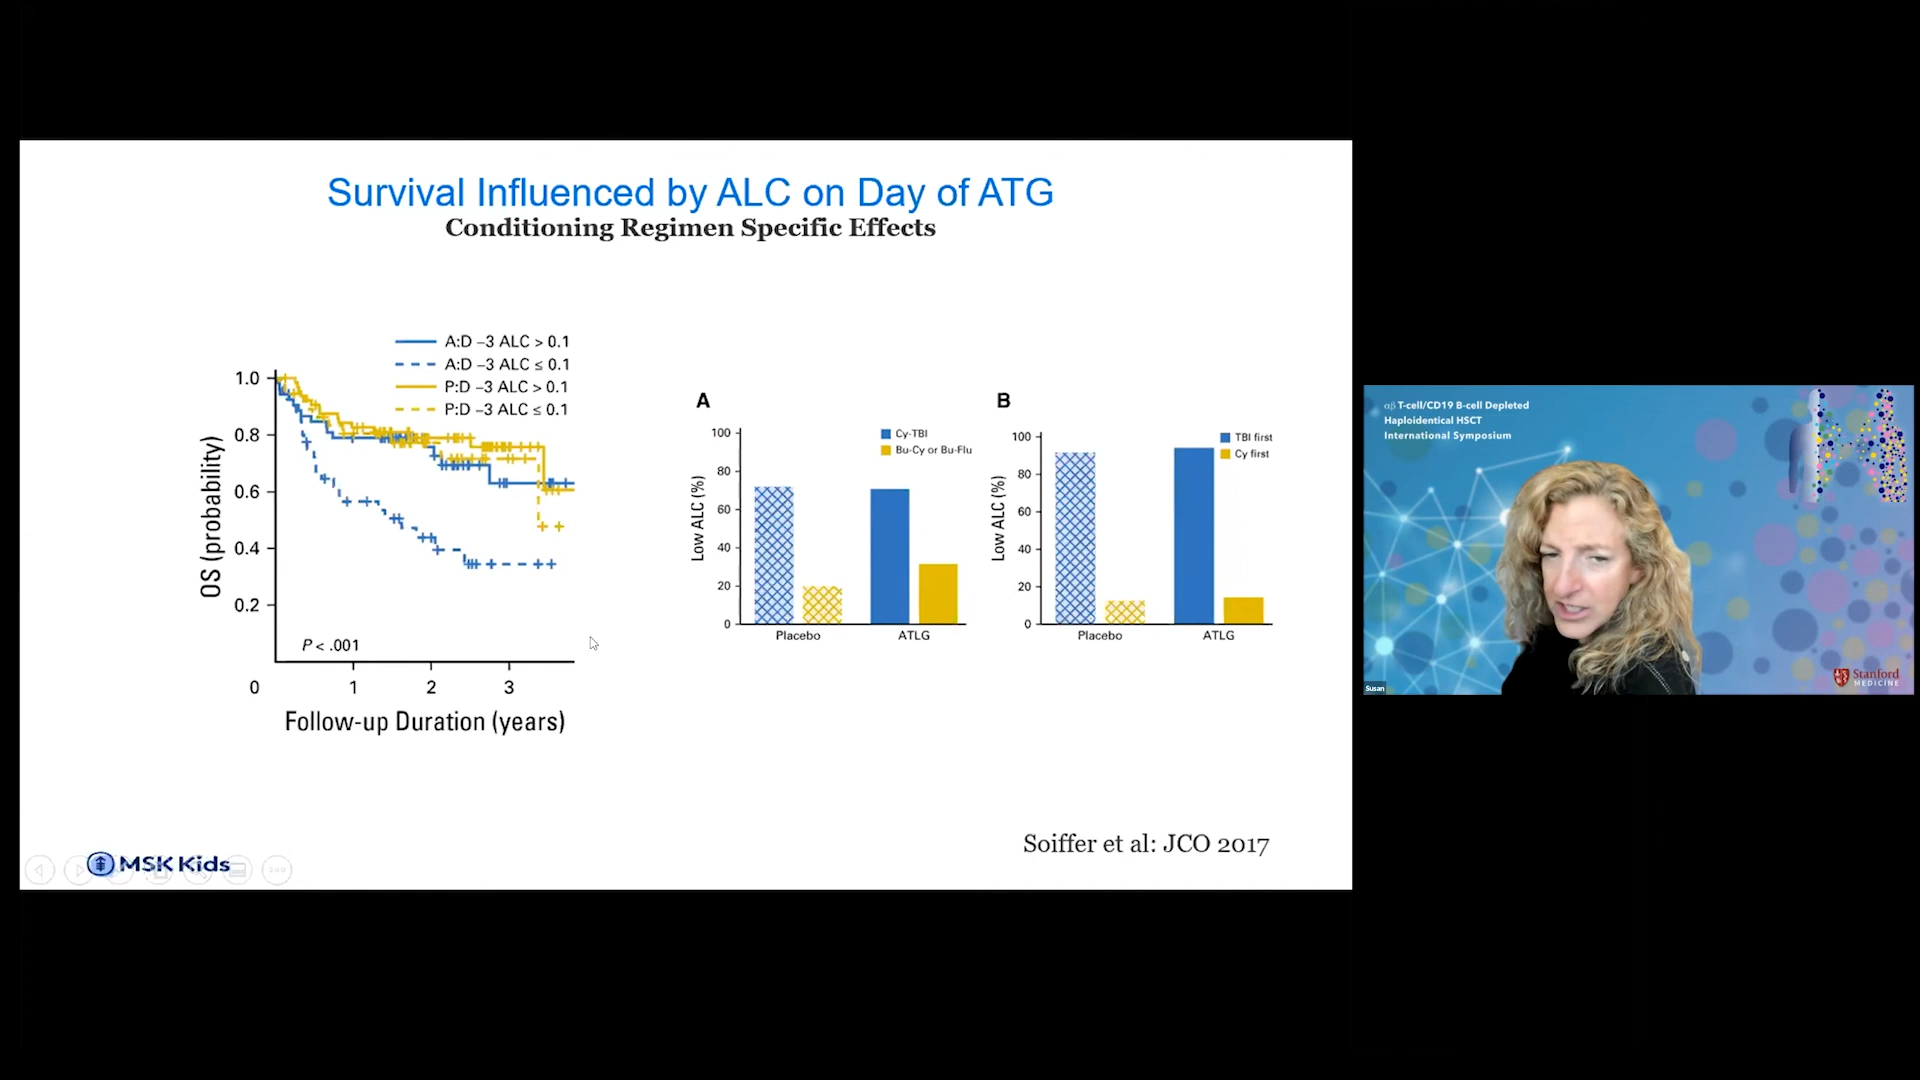 Survival Influenced by ALC on Day of ATG
Conditioning Regimen Specific Effects
A:D –3 ALC > 0.1
A:D –3 ALC ≤ 0.1
P:D –3 ALC > 0.1
P:D –3 ALC ≤ 0.1
1.0
0.8
0.6
0.4
0.2
OS (probability)
P < .001
0
1
2
3
Follow-up Duration (years)
A
100
80
60
40
20
0
Low ALC (%)
Cy-TBI
Bu-Cy or Bu-Flu
Placebo
ATLG
B
100
80
60
40
20
0
Low ALC (%)
TBI first
Cy first
Placebo
ATLG
Soiffer et al: JCO 2017
MSK Kids
αβ T-cell/CD19 B-cell Depleted
Haploidentical HSCT
International Symposium
Susan
Stanford
MEDICINE